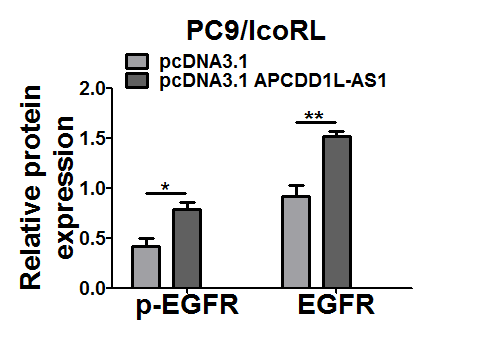 PC9/IcoRL
pcDNA3.1
pcDNA3.1 APCDD1L-AS1
Relative protein
expression
2.0
1.5
1.0
0.5
0.0
*
**
p-EGFR
EGFR